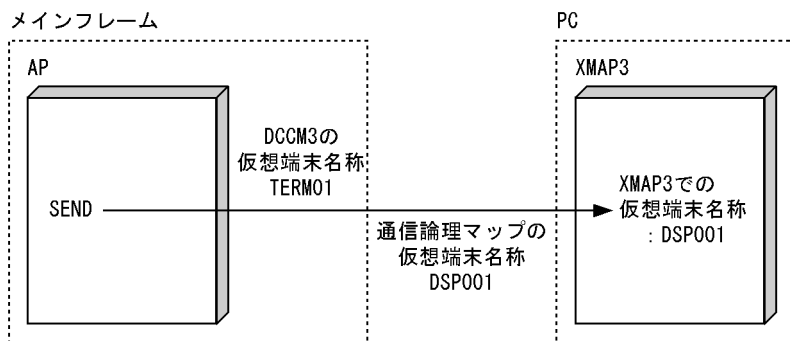 メインフレーム
PC
AP
XMAP3
DCCM3の
仮想端末名称
TERM01
SEND
XMAP3での
仮想端末名称
:DSP001
通信論理マップの
仮想端末名称
DSP001